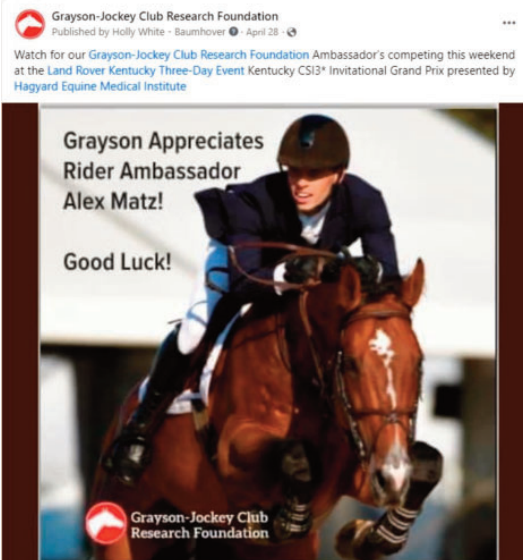 Grayson-Jockey Club Research Foundation
Published by Holly White - Baumhover · April 28 ·
Watch for our Grayson-Jockey Club Research Foundation Ambassador's competing this weekend
at the Land Rover Kentucky Three-Day Event Kentucky CSI3* Invitational Grand Prix presented by
Hagyard Equine Medical Institute
Grayson Appreciates
Rider Ambassador
Alex Matz!
Good Luck!
Grayson-Jockey Club
Research Foundation